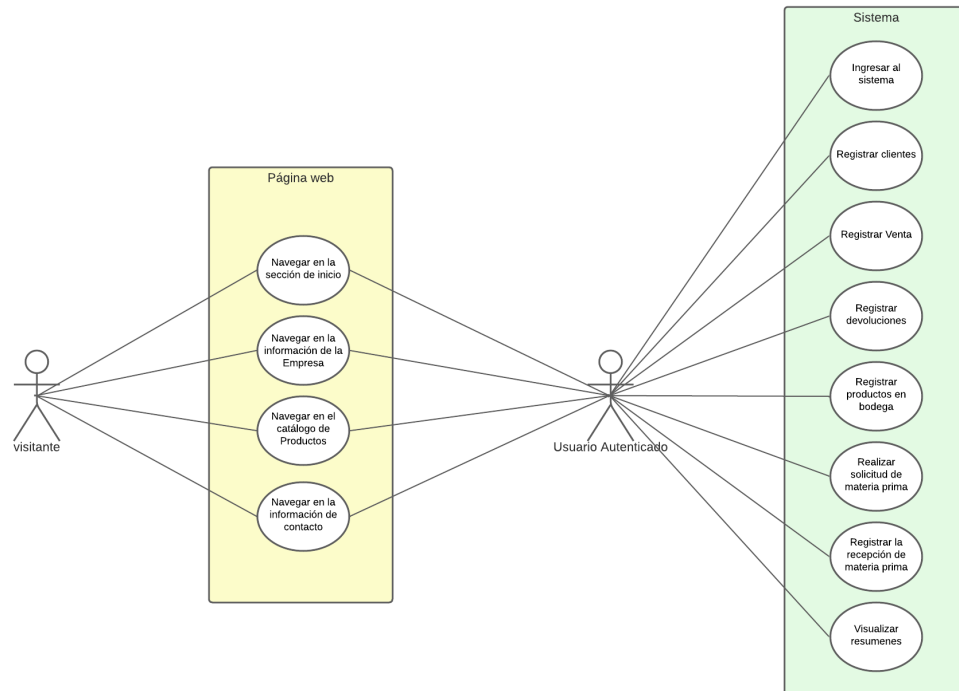 Sistema
Ingresar al
sistema
Registrar clientes
Registrar Venta
Registrar
devoluciones
Registrar
productos en
bodega
Realizar
solicitud de
materia prima
Registrar la
recepción de
materia prima
Visualizar
resumenes
Página web
Navegar en la
sección de inicio
Navegar en la
información de la
Empresa
Navegar en el
catálogo de
Productos
Navegar en la
información de
contacto
visitante
Usuario Autenticado